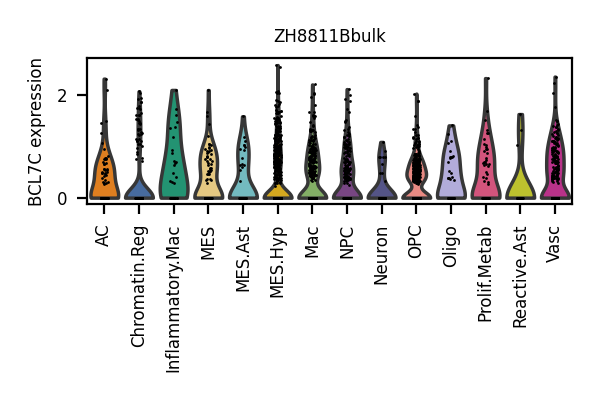 ZH8811Bbulk
BCL7C expression
2
0
AC
Chromatin.Reg
Inflammatory.Mac
MES
MES.Ast
MES.Hyp
Mac
NPC
Neuron
OPC
Oligo
Prolif.Metab
Reactive.Ast
Vasc